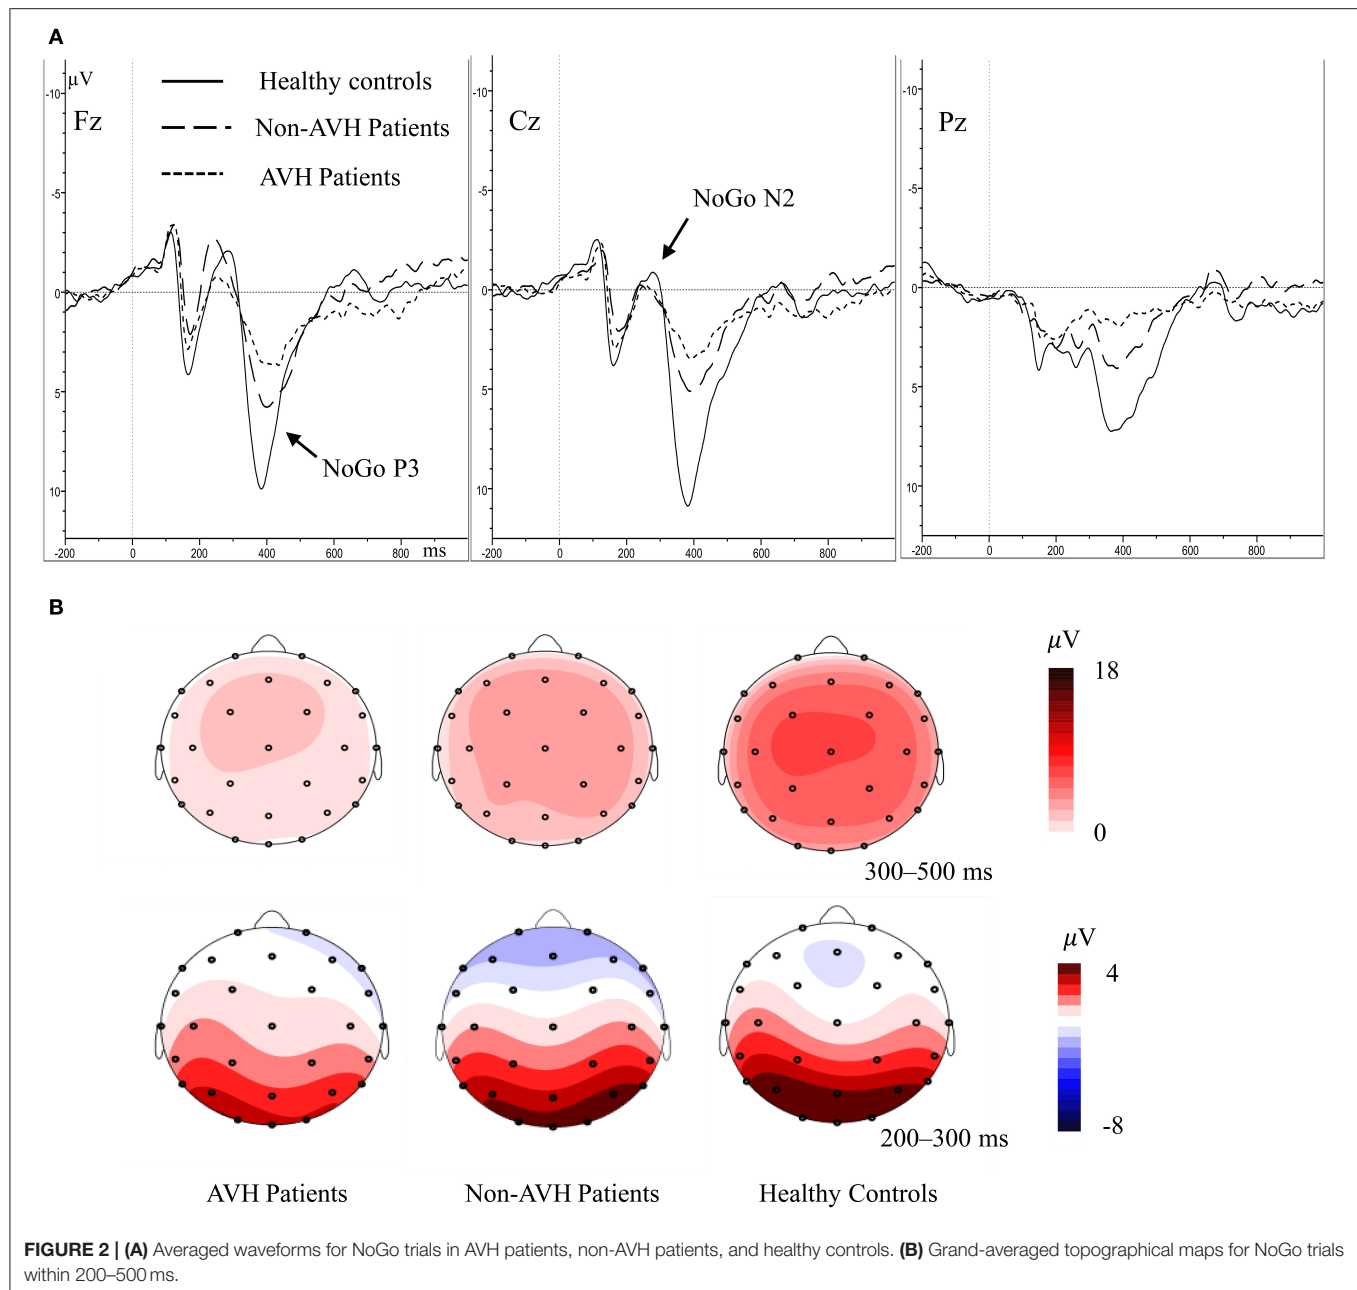 A
µV
Healthy controls
Non-AVH Patients
AVH Patients
Fz
-10
-5
0
5
10
NoGo P3
-200 0 200 400 600 800 ms
Cz
-10
-5
0
5
10
NoGo N2
-200 0 200 400 600 800
Pz
-10
-5
0
5
10
-200 0 200 400 600 800
B
µV
18
0
300–500 ms
µV
4
-8
200–300 ms
AVH Patients
Non-AVH Patients
Healthy Controls
FIGURE 2 | (A) Averaged waveforms for NoGo trials in AVH patients, non-AVH patients, and healthy controls. (B) Grand-averaged topographical maps for NoGo trials
within 200–500 ms.